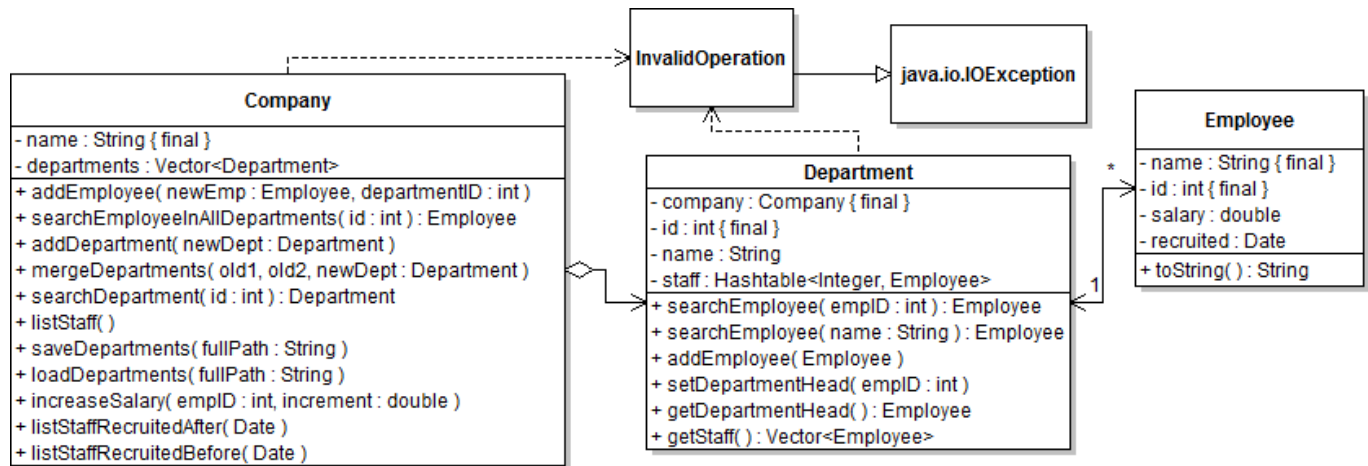 InvalidOperation
java.io.IOException
Company
- name : String { final }
- departments : Vector<Department>
+ addEmployee( newEmp : Employee, departmentID : int )
+ searchEmployeeInAllDepartments( id : int ) : Employee
+ addDepartment( newDept : Department )
+ mergeDepartments( old1, old2, newDept : Department )
+ searchDepartment( id : int ) : Department
+ listStaff( )
+ saveDepartments( fullPath : String )
+ loadDepartments( fullPath : String )
+ increaseSalary( empID : int, increment : double )
+ listStaffRecruitedAfter( Date )
+ listStaffRecruitedBefore( Date )
Department
- company : Company { final }
- id : int { final }
- name : String
- staff : Hashtable<Integer, Employee>
+ searchEmployee( empID : int ) : Employee
+ searchEmployee( name : String ) : Employee
+ addEmployee( Employee )
+ setDepartmentHead( empID : int )
+ getDepartmentHead( ) : Employee
+ getStaff( ) : Vector<Employee>
*
1
Employee
- name : String { final }
- id : int { final }
- salary : double
- recruited : Date
+ toString( ) : String